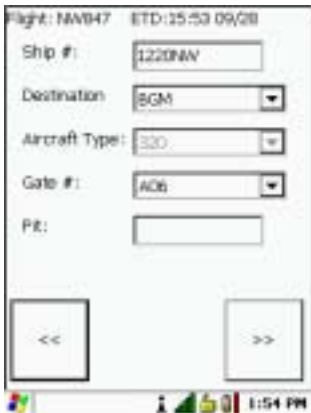 Flight: NW847 ETD:15:53 09/28
Ship #: 1220NW
Destination BGM
Aircraft Type: 320
Gate #: A06
Pit:
<< >>
1:54 PM